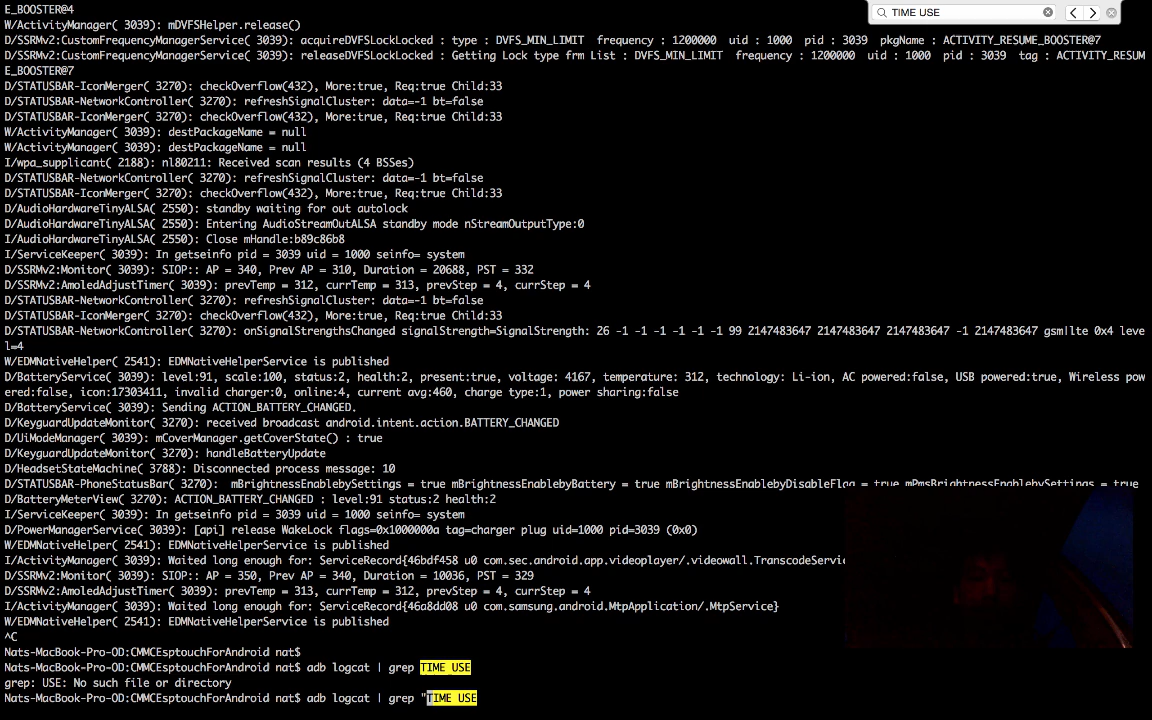 TIME USE
E_BOOSTER@4
W/ActivityManager( 3039): mDVFSHelper.release()
D/SSRMv2:CustomFrequencyManagerService( 3039): acquireDVFSLockLocked : type : DVFS_MIN_LIMIT  frequency : 1200000  uid : 1000  pid : 3039  pkgName : ACTIVITY_RESUME_BOOSTER@7
D/SSRMv2:CustomFrequencyManagerService( 3039): releaseDVFSLockLocked : Getting Lock type frm List : DVFS_MIN_LIMIT  frequency : 1200000  uid : 1000  pid : 3039  tag : ACTIVITY_RESUM
E_BOOSTER@7
D/STATUSBAR-IconMerger( 3270): checkOverflow(432), More:true, Req:true Child:33
D/STATUSBAR-NetworkController( 3270): refreshSignalCluster: data=-1 bt=false
D/STATUSBAR-IconMerger( 3270): checkOverflow(432), More:true, Req:true Child:33
W/ActivityManager( 3039): destPackageName = null
W/ActivityManager( 3039): destPackageName = null
I/wpa_supplicant( 2188): nl80211: Received scan results (4 BSSes)
D/STATUSBAR-NetworkController( 3270): refreshSignalCluster: data=-1 bt=false
D/STATUSBAR-IconMerger( 3270): checkOverflow(432), More:true, Req:true Child:33
D/AudioHardwareTinyALSA( 2550): standby waiting for out autolock
D/AudioHardwareTinyALSA( 2550): Entering AudioStreamOutALSA standby mode nStreamOutputType:0
I/AudioHardwareTinyALSA( 2550): Close mHandle:b89c86b8
I/ServiceKeeper( 3039): In getseinfo pid = 3039 uid = 1000 seinfo= system
D/SSRMv2:Monitor( 3039): SIOP:: AP = 340, Prev AP = 310, Duration = 20688, PST = 332
D/SSRMv2:AmoledAdjustTimer( 3039): prevTemp = 312, currTemp = 313, prevStep = 4, currStep = 4
D/STATUSBAR-NetworkController( 3270): refreshSignalCluster: data=-1 bt=false
D/STATUSBAR-IconMerger( 3270): checkOverflow(432), More:true, Req:true Child:33
D/STATUSBAR-NetworkController( 3270): onSignalStrengthsChanged signalStrength=SignalStrength: 26 -1 -1 -1 -1 -1 -1 99 2147483647 2147483647 2147483647 -1 2147483647 gsm|lte 0x4 leve
l=4
W/EDMNativeHelper( 2541): EDMNativeHelperService is published
D/BatteryService( 3039): level:91, scale:100, status:2, health:2, present:true, voltage: 4167, temperature: 312, technology: Li-ion, AC powered:false, USB powered:true, Wireless pow
ered:false, icon:17303411, invalid charger:0, online:4, current avg:460, charge type:1, power sharing:false
D/BatteryService( 3039): Sending ACTION_BATTERY_CHANGED.
D/KeyguardUpdateMonitor( 3270): received broadcast android.intent.action.BATTERY_CHANGED
D/UiModeManager( 3039): mCoverManager.getCoverState() : true
D/KeyguardUpdateMonitor( 3270): handleBatteryUpdate
D/HeadsetStateMachine( 3788): Disconnected process message: 10
D/STATUSBAR-PhoneStatusBar( 3270):  mBrightnessEnablebySettings = true mBrightnessEnablebyBattery = true mBrightnessEnablebyDisableFlag = true mPmsBrightnessEnablebySettings = true
D/BatteryMeterView( 3270): ACTION_BATTERY_CHANGED : level:91 status:2 health:2
I/ServiceKeeper( 3039): In getseinfo pid = 3039 uid = 1000 seinfo= system
D/PowerManagerService( 3039): [api] release WakeLock flags=0x1000000a tag=charger plug uid=1000 pid=3039 (0x0)
W/EDMNativeHelper( 2541): EDMNativeHelperService is published
I/ActivityManager( 3039): Waited long enough for: ServiceRecord{46bdf458 u0 com.sec.android.app.videoplayer/.videowall.TranscodeServic
D/SSRMv2:Monitor( 3039): SIOP:: AP = 350, Prev AP = 340, Duration = 10036, PST = 329
D/SSRMv2:AmoledAdjustTimer( 3039): prevTemp = 313, currTemp = 312, prevStep = 4, currStep = 4
I/ActivityManager( 3039): Waited long enough for: ServiceRecord{46a8dd08 u0 com.samsung.android.MtpApplication/.MtpService}
W/EDMNativeHelper( 2541): EDMNativeHelperService is published
^C
Nats-MacBook-Pro-OD:CMMCEsptouchForAndroid nat$
Nats-MacBook-Pro-OD:CMMCEsptouchForAndroid nat$ adb logcat | grep TIME USE
grep: USE: No such file or directory
Nats-MacBook-Pro-OD:CMMCEsptouchForAndroid nat$ adb logcat | grep "TIME USE